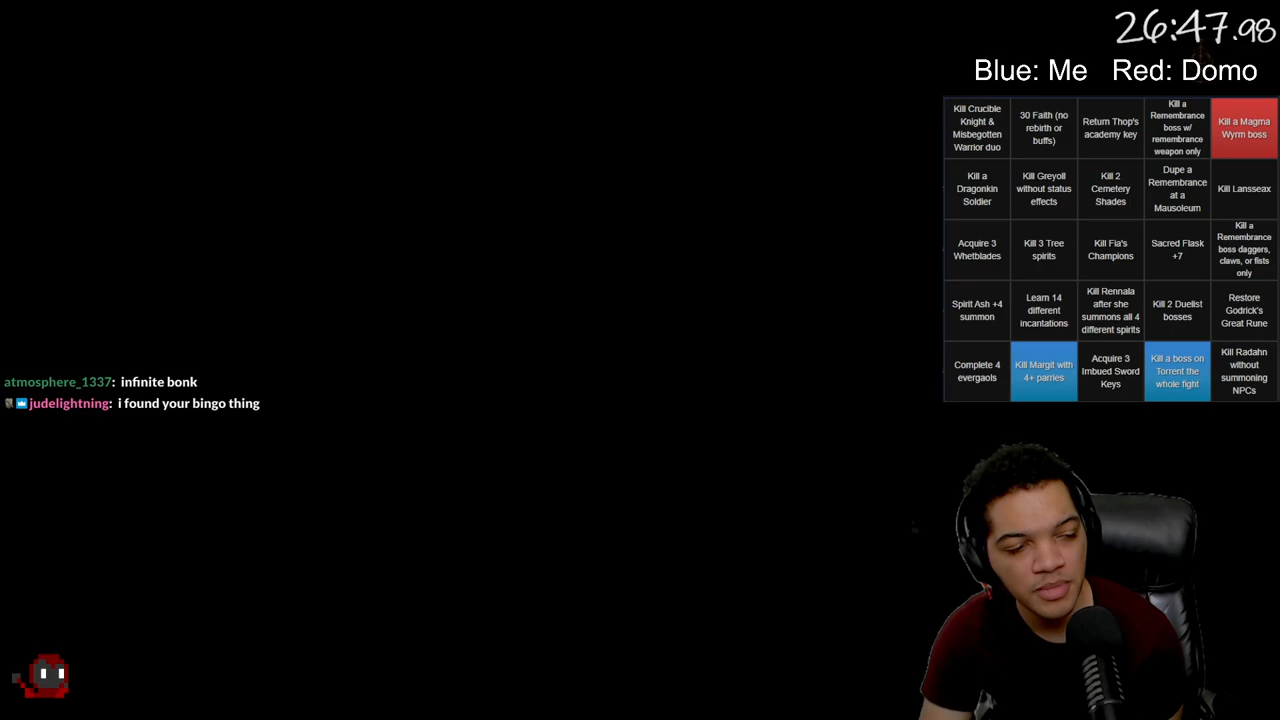 26:47.98
Blue: Me Red: Domo
Kill Crucible
Knight &
Misbegotten
Warrior duo
30 Faith (no
rebirth or
buffs)
Return Thop's
academy key
Kill a
Remembrance
boss w/
remembrance
weapon only
Kill a Magma
Wyrm boss
Kill a
Dragonkin
Soldier
Kill Greyoll
without status
effects
Kill 2
Cemetery
Shades
Dupe a
Remembrance
at a
Mausoleum
Kill Lansseax
Acquire 3
Whetblades
Kill 3 Tree
spirits
Kill Fia's
Champions
Sacred Flask
+7
Kill a
Remembrance
boss daggers,
claws, or fists
only
Spirit Ash +4
summon
Learn 14
different
incantations
Kill Rennala
after she
summons all 4
different spirits
Kill 2 Duelist
bosses
Restore
Godrick's
Great Rune
Complete 4
evergaols
Kill Margit with
4+ parries
Acquire 3
Imbued Sword
Keys
Kill a boss on
Torrent the
whole fight
Kill Radahn
without
summoning
NPCs
atmosphere_1337: infinite bonk
judelightning: i found your bingo thing